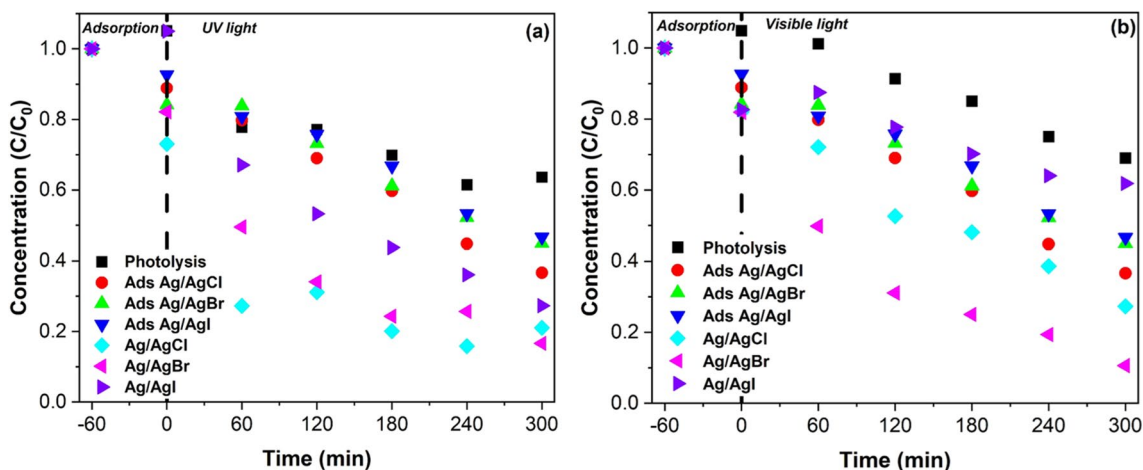 Adsorption UV light (a)
Concentration (C/C0)
1.0
0.8
0.6
0.4
0.2
0.0
Photolysis
Ads Ag/AgCl
Ads Ag/AgBr
Ads Ag/AgI
Ag/AgCl
Ag/AgBr
Ag/AgI
-60 0 60 120 180 240 300
Time (min)
Adsorption Visible light (b)
Concentration (C/C0)
1.0
0.8
0.6
0.4
0.2
0.0
Photolysis
Ads Ag/AgCl
Ads Ag/AgBr
Ads Ag/AgI
Ag/AgCl
Ag/AgBr
Ag/AgI
-60 0 60 120 180 240 300
Time (min)